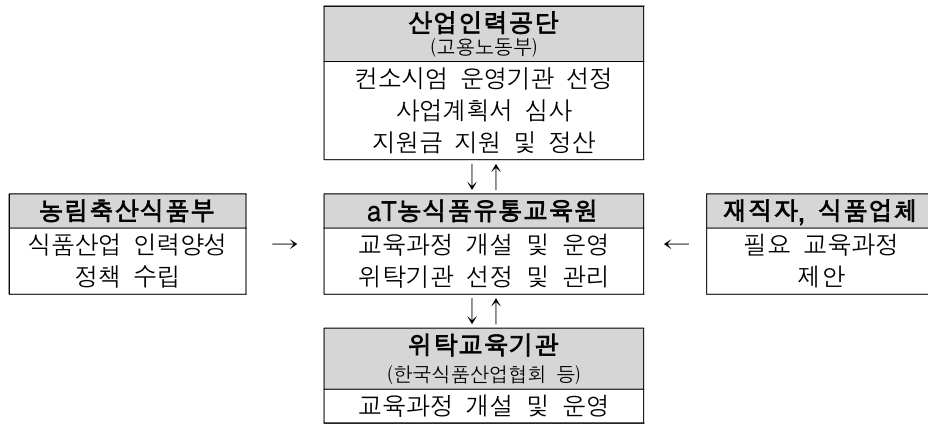 산업인력공단
(고용노동부)
컨소시엄 운영기관 선정
사업계획서 심사
지원금 지원 및 정산
↓↑
농림축산식품부
식품산업 인력양성
정책 수립
→
aT농식품유통교육원
교육과정 개설 및 운영
위탁기관 선정 및 관리
←
재직자, 식품업체
필요 교육과정
제안
↓↑
위탁교육기관
(한국식품산업협회 등)
교육과정 개설 및 운영